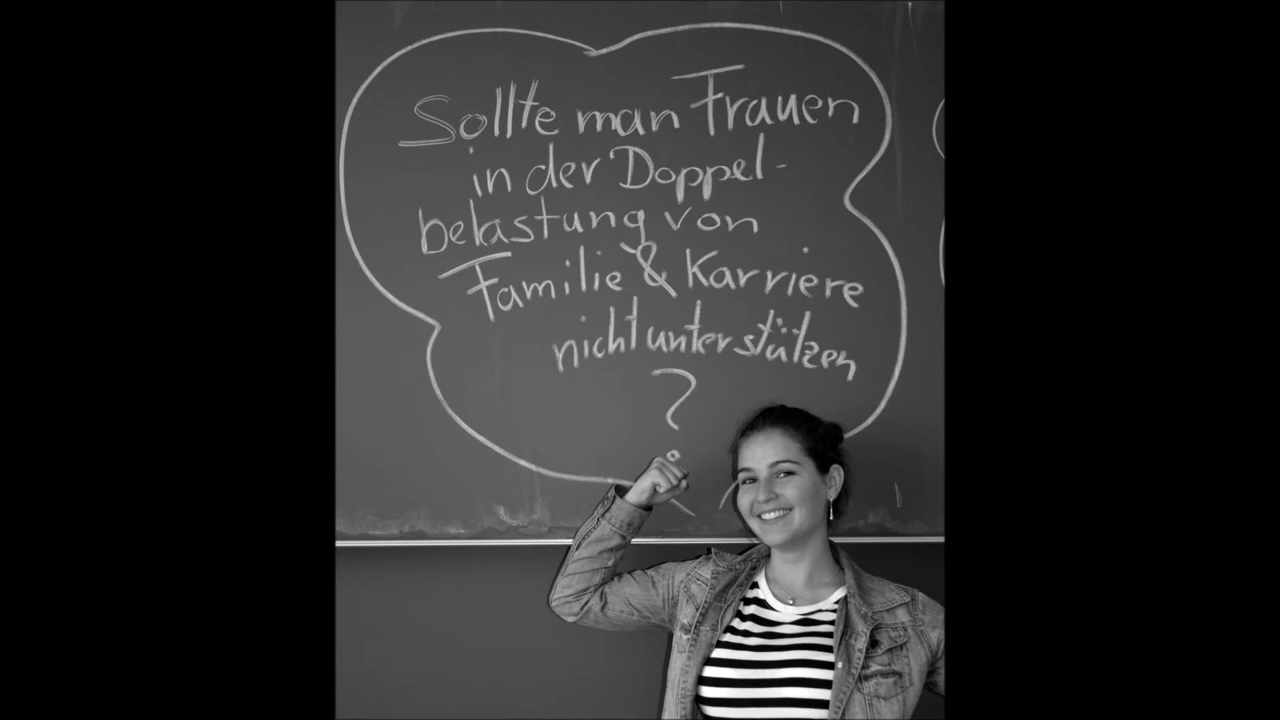 Sollte man Frauen
in der Doppel-
belastung von
Familie & Karriere
nicht unterstützen
?